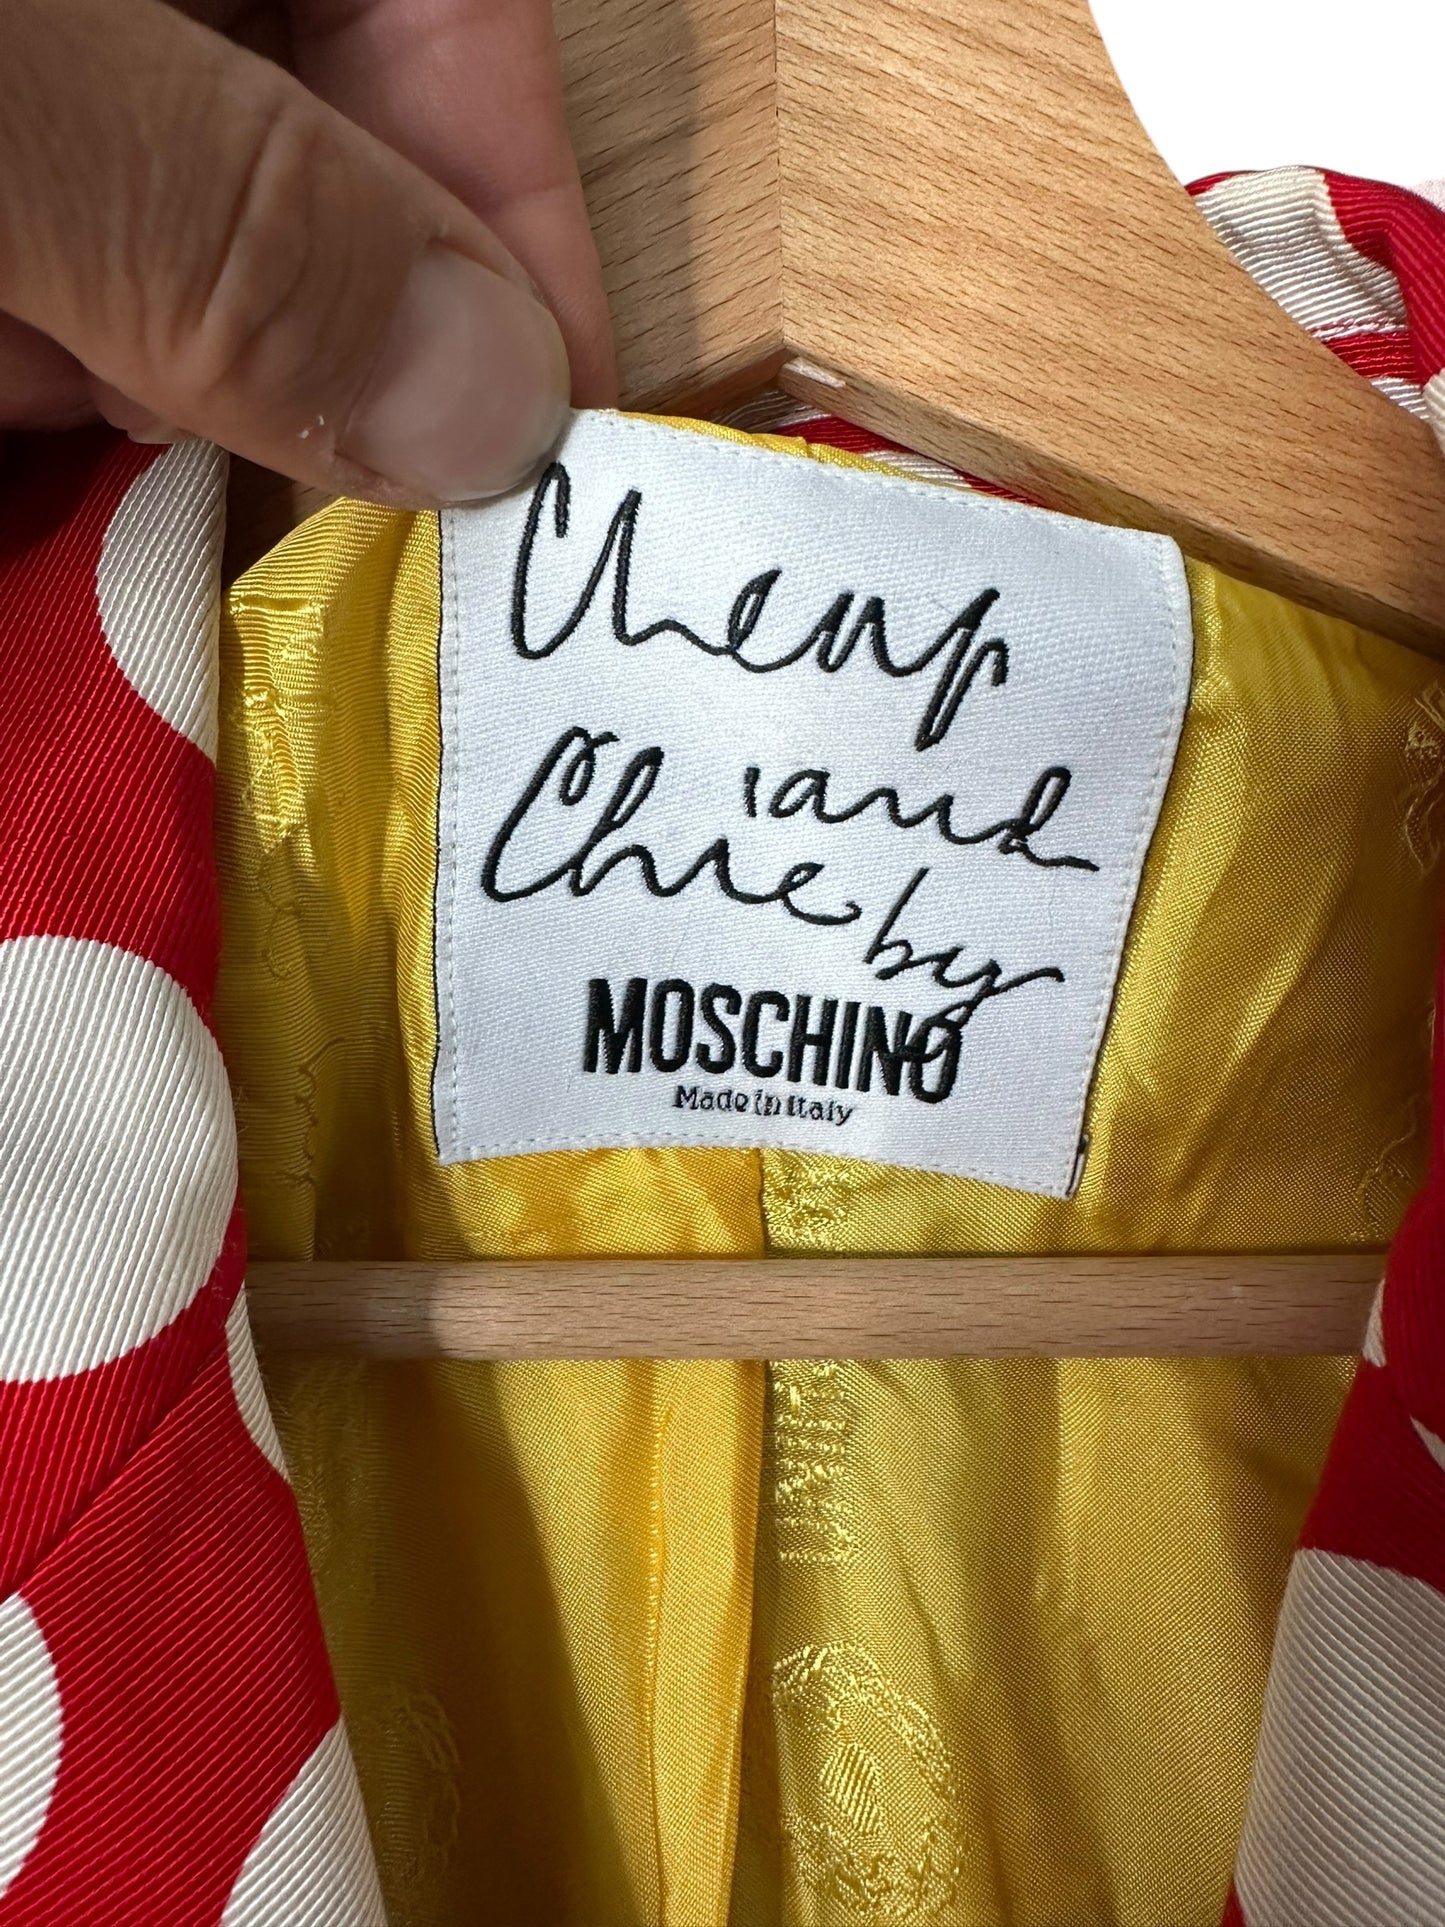 Cheap
and
Chic by
MOSCHINO
Made in Italy